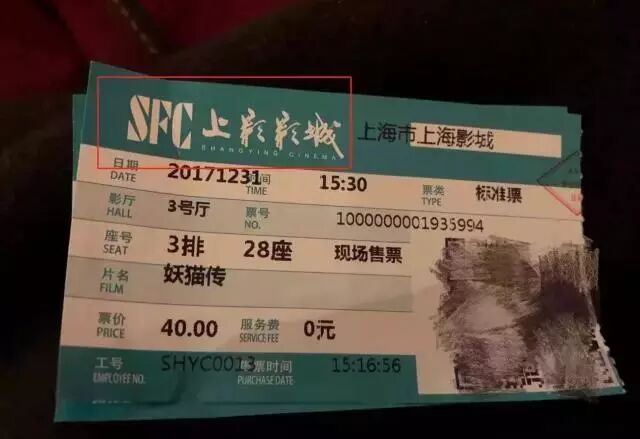 SFC 上影影城 上海市上海影城
SHANGYING CINEMA
日期 20171231 时间 15:30 票类 标准票
DATE TIME TYPE
影厅 3号厅 票号 1000000001935994
HALL NO.
座号 3排 28座 现场售票
SEAT
片名 妖猫传
FILM
票价 40.00 服务费 0元
PRICE SERVICE FEE
工号 SHYC0013 售票时间 15:16:56
EMPLOYEE NO. PURCHASE DATE